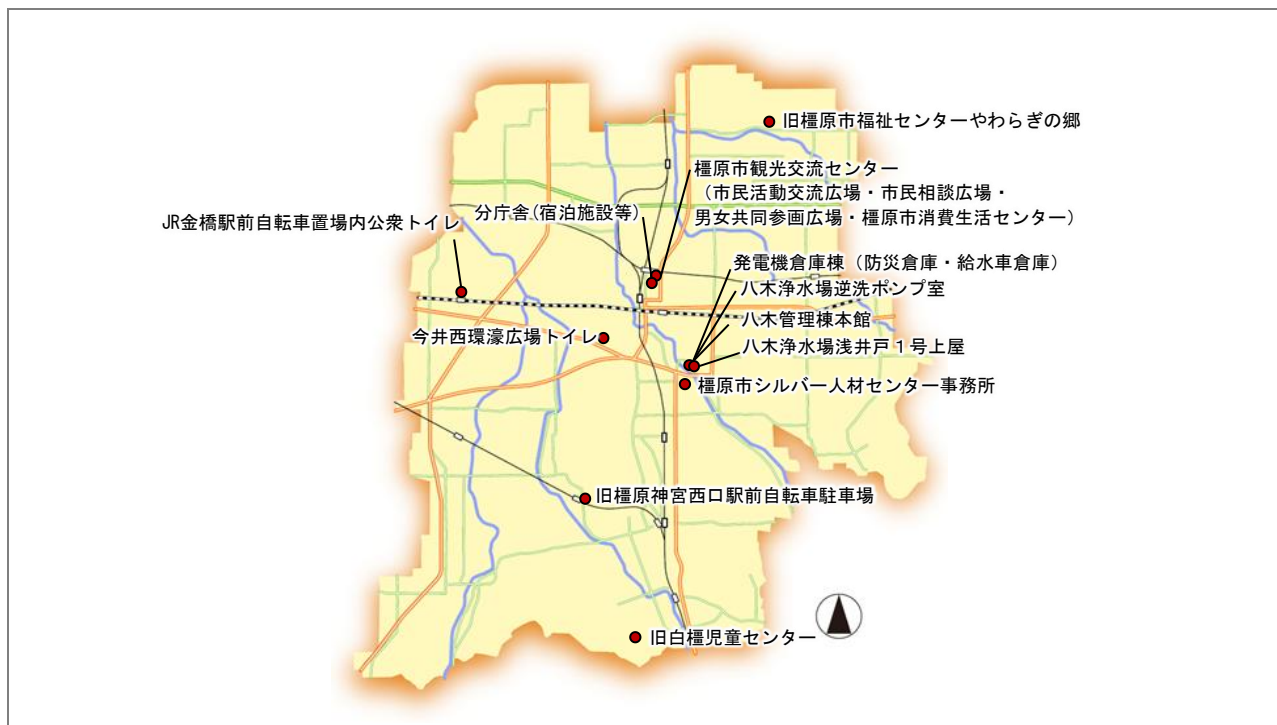 旧橿原市福祉センターやわらぎの郷
橿原市観光交流センター
（市民活動交流広場・市民相談広場・
男女共同参画広場・橿原市消費生活センター）
分庁舎(宿泊施設等)
JR金橋駅前自転車置場内公衆トイレ
発電機倉庫棟（防災倉庫・給水車倉庫）
八木浄水場逆洗ポンプ室
八木管理棟本館
今井西環濠広場トイレ
八木浄水場浅井戸１号上屋
橿原市シルバー人材センター事務所
旧橿原神宮西口駅前自転車駐車場
旧白橿児童センター